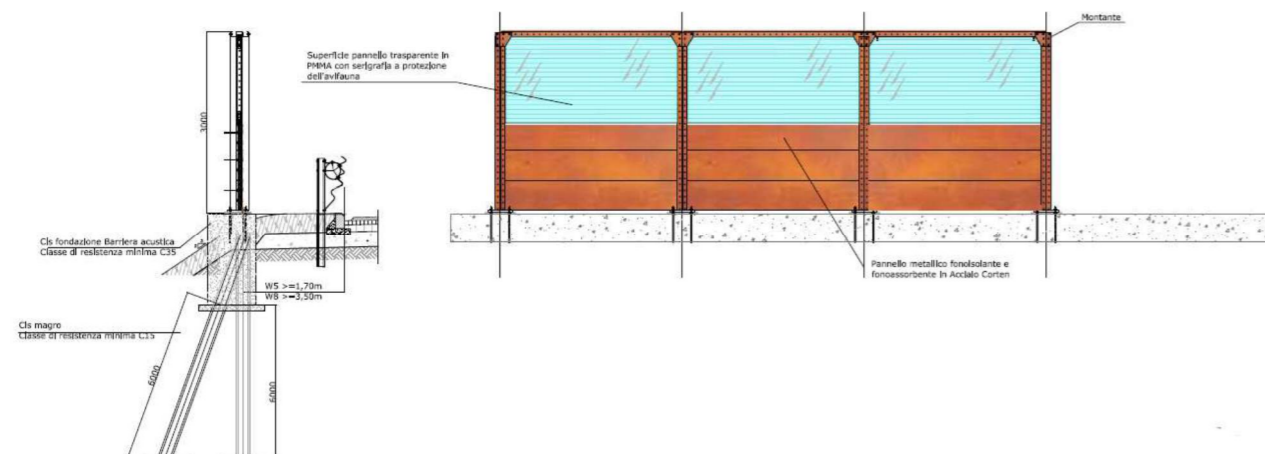 Montante
Superficie pannello trasparente in
PMMA con serigrafia a protezione
dell'avifauna
3000
Cls fondazione Barriera acustica
Classe di resistenza minima C35
W5 >=1,70m
W8 >=3,50m
Pannello metallico fonoisolante e
fonoassorbente in Acciaio Corten
Cls magro
Classe di resistenza minima C15
6000
6000